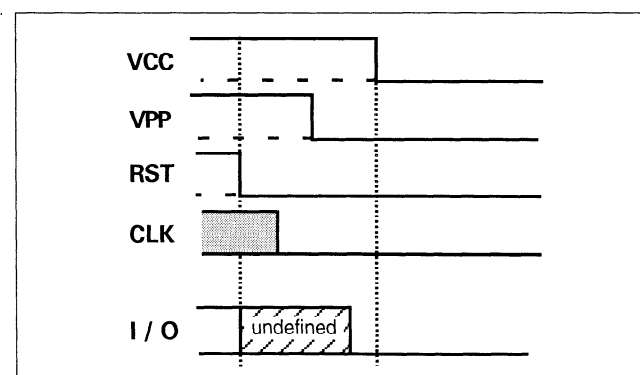 VCC
VPP
RST
CLK
I / O
undefined